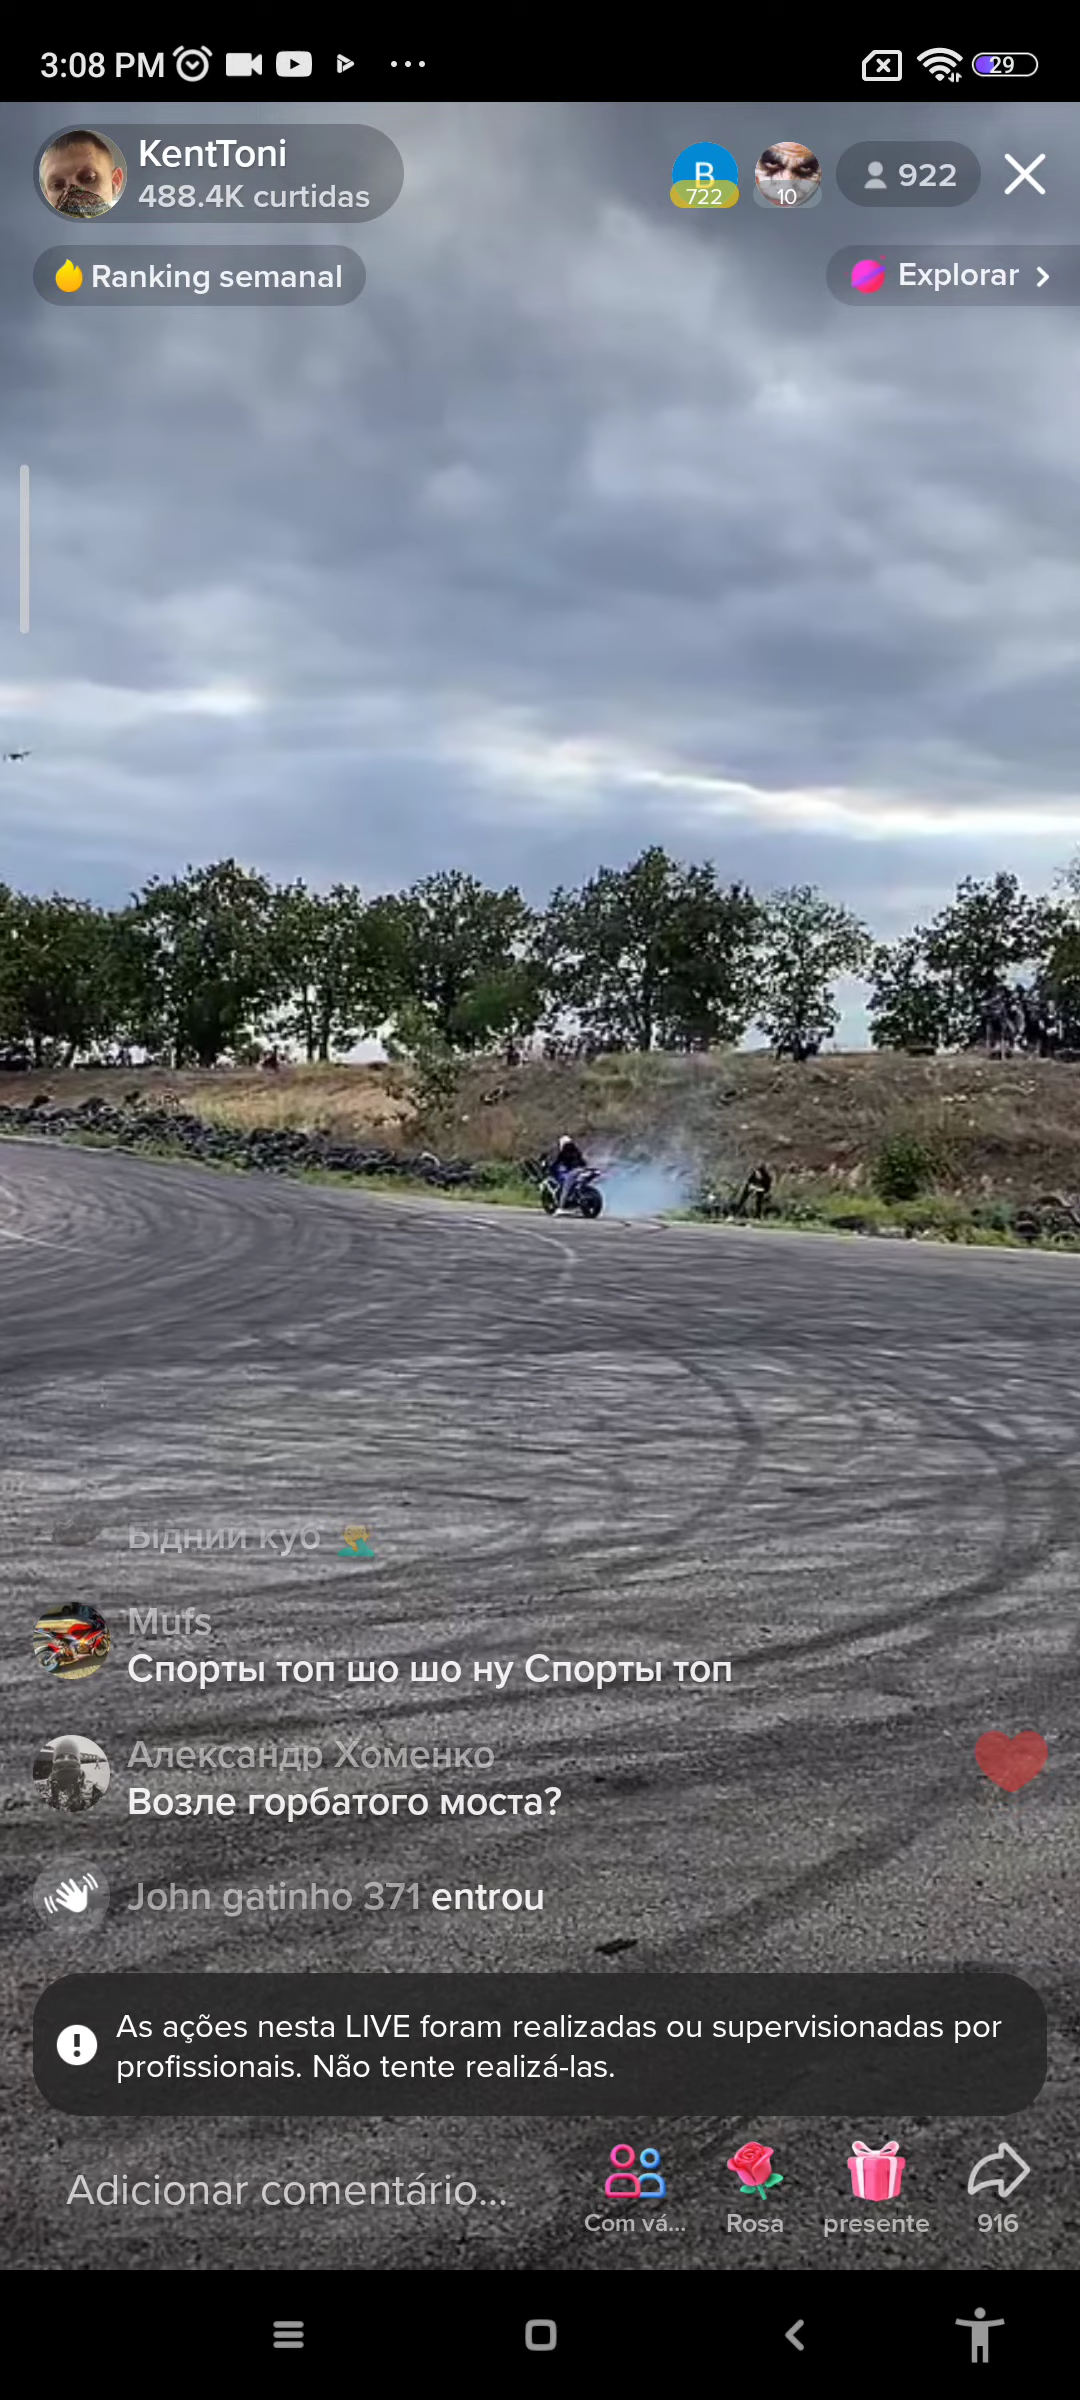 3:08 PM
29
KentToni
488.4K curtidas
B
722
10
922
Ranking semanal
Explorar
Бідний куб
Mufs
Спорты топ шо шо ну Спорты топ
Александр Хоменко
Возле горбатого моста?
John gatinho 371 entrou
As ações nesta LIVE foram realizadas ou supervisionadas por
profissionais. Não tente realizá-las.
Adicionar comentário...
Com vá...
Rosa
presente
916